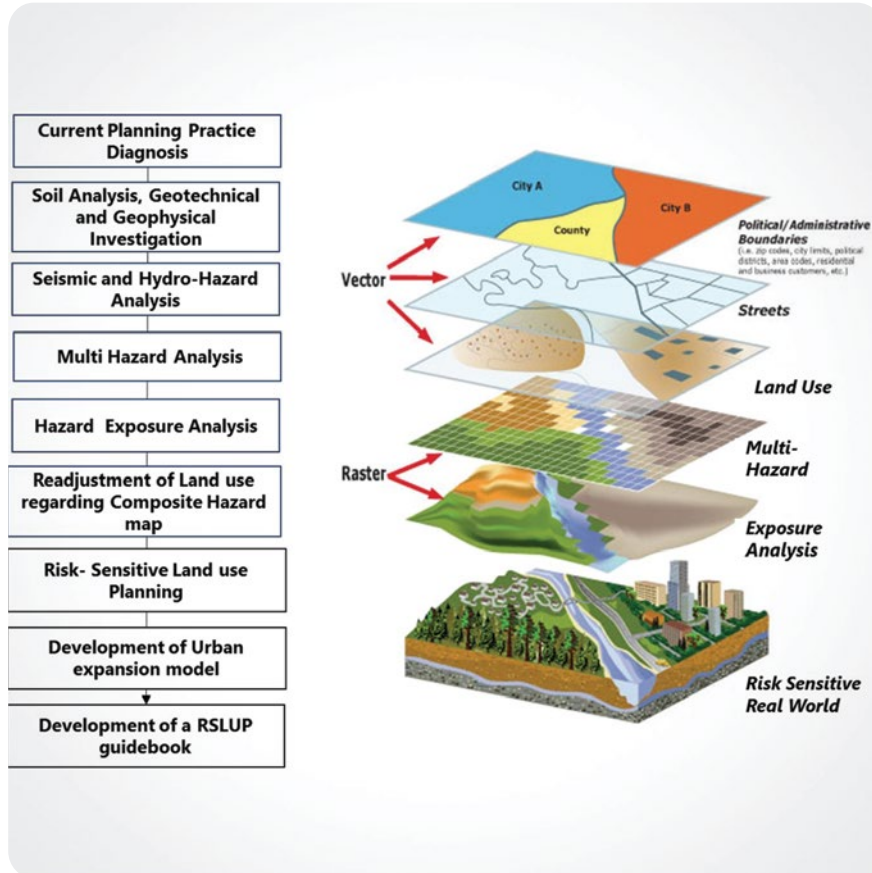 Current Planning Practice
Diagnosis
Soil Analysis, Geotechnical
and Geophysical
Investigation
Seismic and Hydro-Hazard
Analysis
Multi Hazard Analysis
Hazard Exposure Analysis
Readjustment of Land use
regarding Composite Hazard
map
Risk- Sensitive Land use
Planning
Development of Urban
expansion model
Development of a RSLUP
guidebook
City A
City B
County
Political/Administrative
Boundaries
(i.e. zip codes, city limits, political
districts, area codes, residential
and business customers, etc.)
Vector
Streets
Land Use
Multi-
Hazard
Raster
Exposure
Analysis
Risk Sensitive
Real World